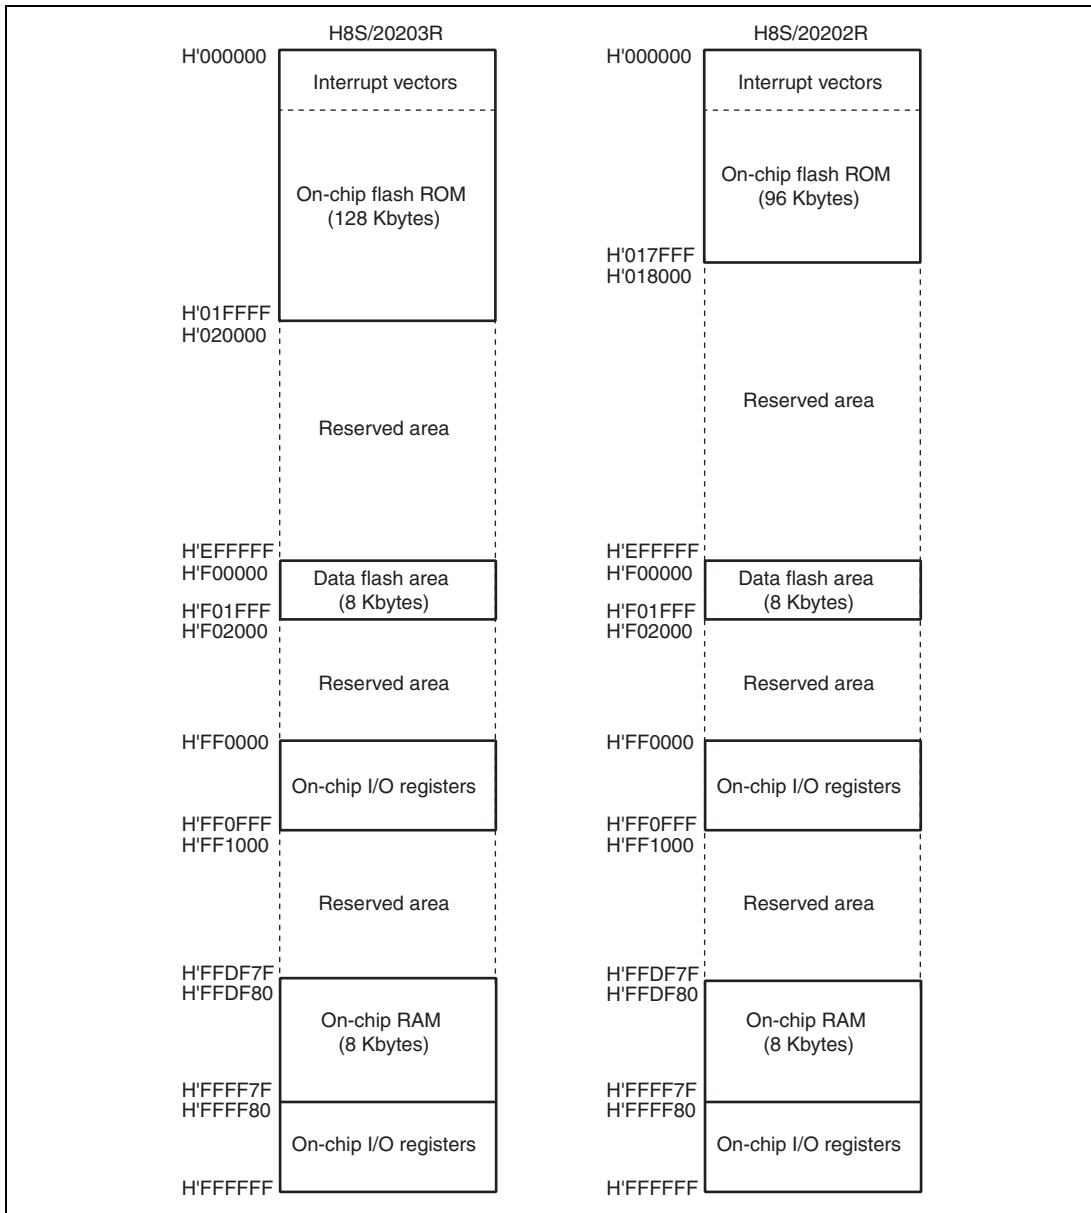 H8S/20203R
H'000000
Interrupt vectors
On-chip flash ROM
(128 Kbytes)
H'01FFFF
H'020000
Reserved area
H'EFFFFF
H'F00000
Data flash area
(8 Kbytes)
H'F01FFF
H'F02000
Reserved area
H'FF0000
On-chip I/O registers
H'FF0FFF
H'FF1000
Reserved area
H'FFDF7F
H'FFDF80
On-chip RAM
(8 Kbytes)
H'FFFF7F
H'FFFF80
On-chip I/O registers
H'FFFFFF
H8S/20202R
H'000000
Interrupt vectors
On-chip flash ROM
(96 Kbytes)
H'017FFF
H'018000
Reserved area
H'EFFFFF
H'F00000
Data flash area
(8 Kbytes)
H'F01FFF
H'F02000
Reserved area
H'FF0000
On-chip I/O registers
H'FF0FFF
H'FF1000
Reserved area
H'FFDF7F
H'FFDF80
On-chip RAM
(8 Kbytes)
H'FFFF7F
H'FFFF80
On-chip I/O registers
H'FFFFFF